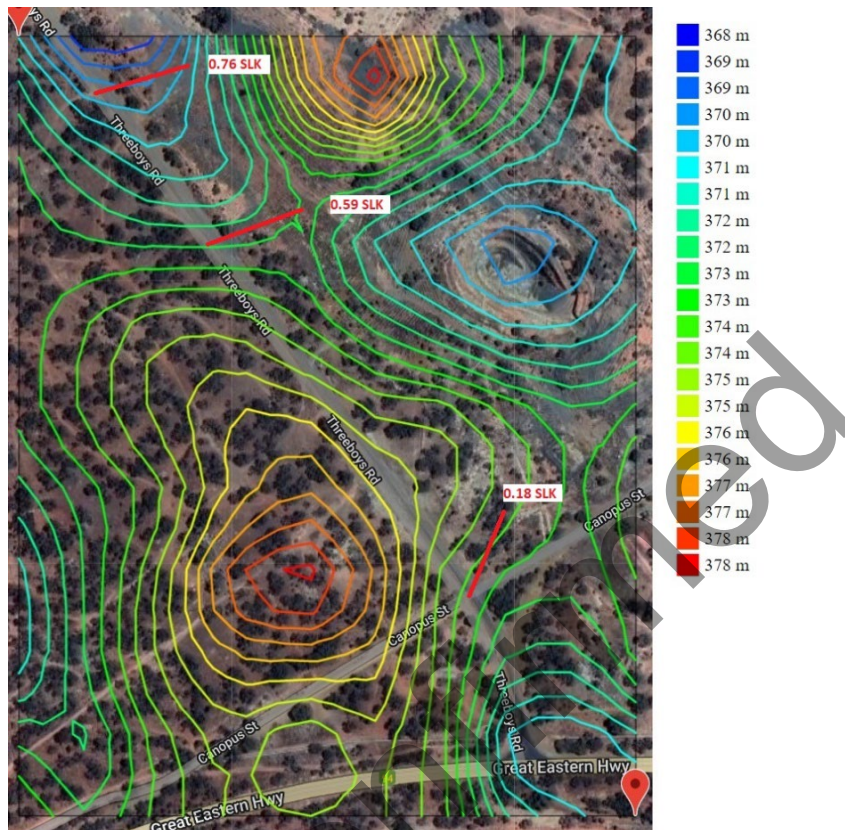 ys Rd
0.76 SLK
Threeboys Rd
0.59 SLK
Threeboys Rd
Threeboys Rd
0.18 SLK
Canopus St
Canopus St
Threeboys Rd
Canopus St
Great Eastern Hwy
Great Eastern Hwy
368 m
369 m
369 m
370 m
370 m
371 m
371 m
372 m
372 m
373 m
373 m
374 m
374 m
375 m
375 m
376 m
376 m
377 m
377 m
378 m
378 m